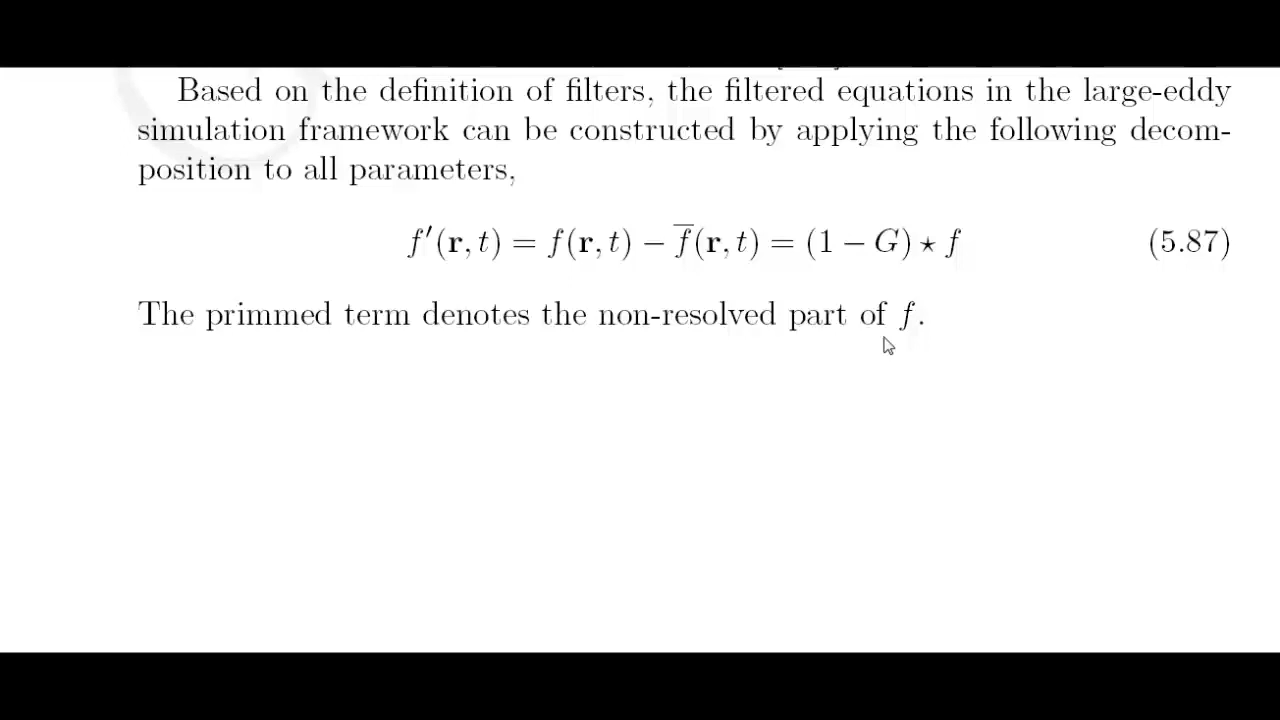 Based on the definition of filters, the filtered equations in the large-eddy
simulation framework can be constructed by applying the following decom-
position to all parameters,
f′(r, t) = f(r, t) − f̅(r, t) = (1 − G) ⋆ f (5.87)
The primmed term denotes the non-resolved part of f.